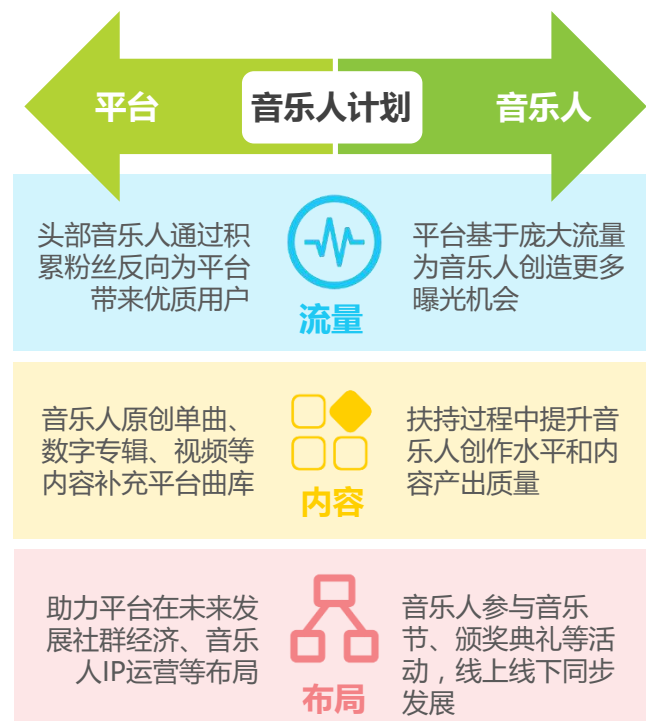 平台
音乐人计划
音乐人
头部音乐人通过积
累粉丝反向为平台
带来优质用户
流量
平台基于庞大流量
为音乐人创造更多
曝光机会
音乐人原创单曲、
数字专辑、视频等
内容补充平台曲库
内容
扶持过程中提升音
乐人创作水平和内
容产出质量
助力平台在未来发
展社群经济、音乐
人IP运营等布局
布局
音乐人参与音乐
节、颁奖典礼等活
动，线上线下同步
发展